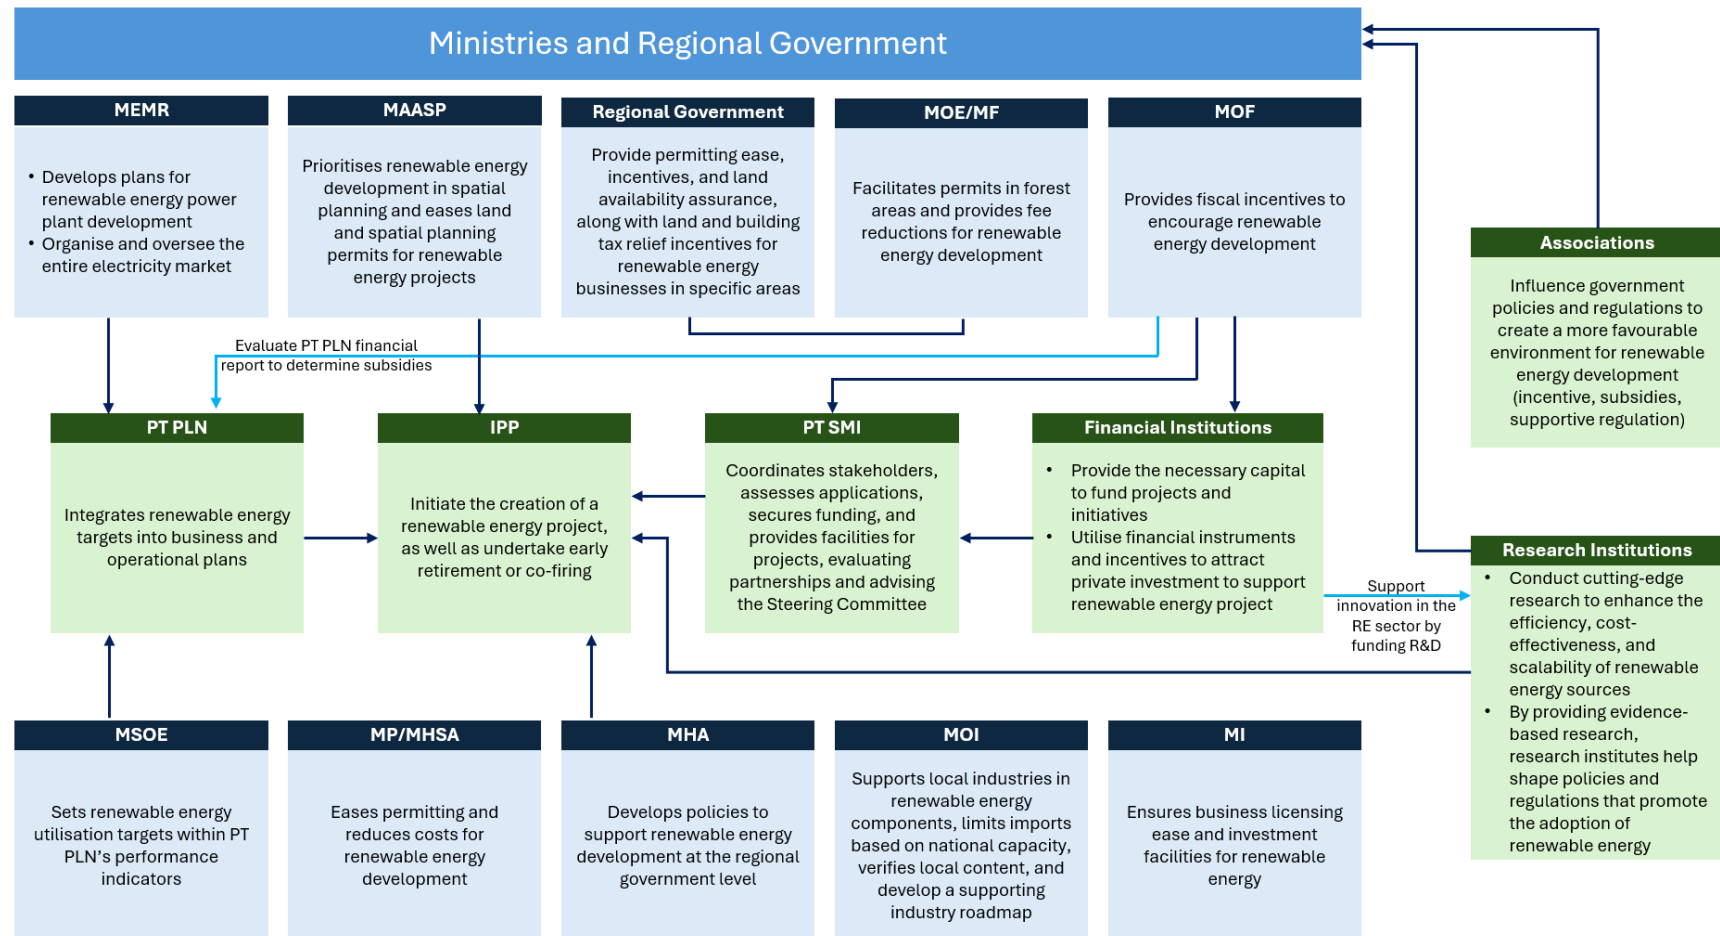 Ministries and Regional Government
MEMR
• Develops plans for
renewable energy power
plant development
• Organise and oversee the
entire electricity market
MAASP
Prioritises renewable energy
development in spatial
planning and eases land
and spatial planning
permits for renewable
energy projects
Regional Government
Provide permitting ease,
incentives, and land
availability assurance,
along with land and building
tax relief incentives for
renewable energy
businesses in specific areas
MOE/MF
Facilitates permits in forest
areas and provides fee
reductions for renewable
energy development
MOF
Provides fiscal incentives to
encourage renewable
energy development
Associations
Influence government
policies and regulations to
create a more favourable
environment for renewable
energy development
(incentive, subsidies,
supportive regulation)
Evaluate PT PLN financial
report to determine subsidies
PT PLN
Integrates renewable energy
targets into business and
operational plans
IPP
Initiate the creation of a
renewable energy project,
as well as undertake early
retirement or co-firing
PT SMI
Coordinates stakeholders,
assesses applications,
secures funding, and
provides facilities for
projects, evaluating
partnerships and advising
the Steering Committee
Financial Institutions
• Provide the necessary capital
to fund projects and
initiatives
• Utilise financial instruments
and incentives to attract
private investment to support
renewable energy project
Support
innovation in the
RE sector by
funding R&D
Research Institutions
• Conduct cutting-edge
research to enhance the
efficiency, cost-
effectiveness, and
scalability of renewable
energy sources
• By providing evidence-
based research,
research institutes help
shape policies and
regulations that promote
the adoption of
renewable energy
MSOE
Sets renewable energy
utilisation targets within PT
PLN’s performance
indicators
MP/MHSA
Eases permitting and
reduces costs for
renewable energy
development
MHA
Develops policies to
support renewable energy
development at the regional
government level
MOI
Supports local industries in
renewable energy
components, limits imports
based on national capacity,
verifies local content, and
develop a supporting
industry roadmap
MI
Ensures business licensing
ease and investment
facilities for renewable
energy